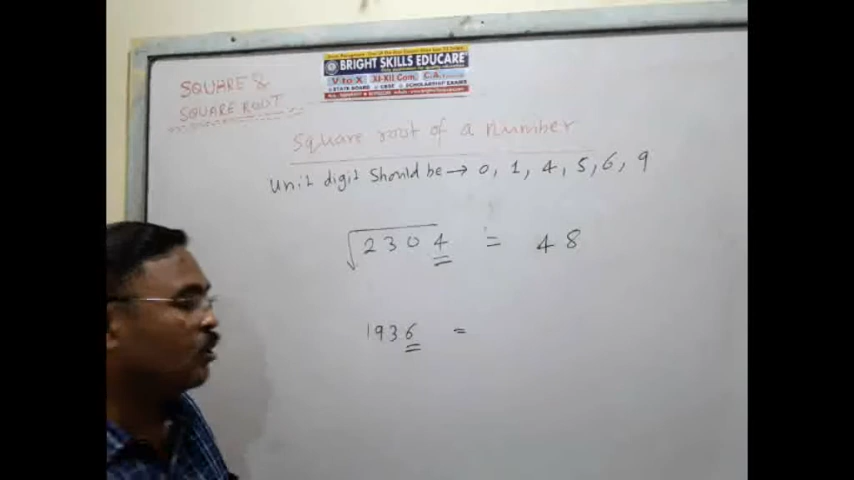 SQUARE &
SQUARE ROOT
BRIGHT SKILLS EDUCARE
V to X XI-XII Com. C.A.
STATE BOARD CBSE SCHOLARSHIP EXAMS
Square root of a number
Unit digit Should be → 0, 1, 4, 5, 6, 9
√2304 = 48
1936 =